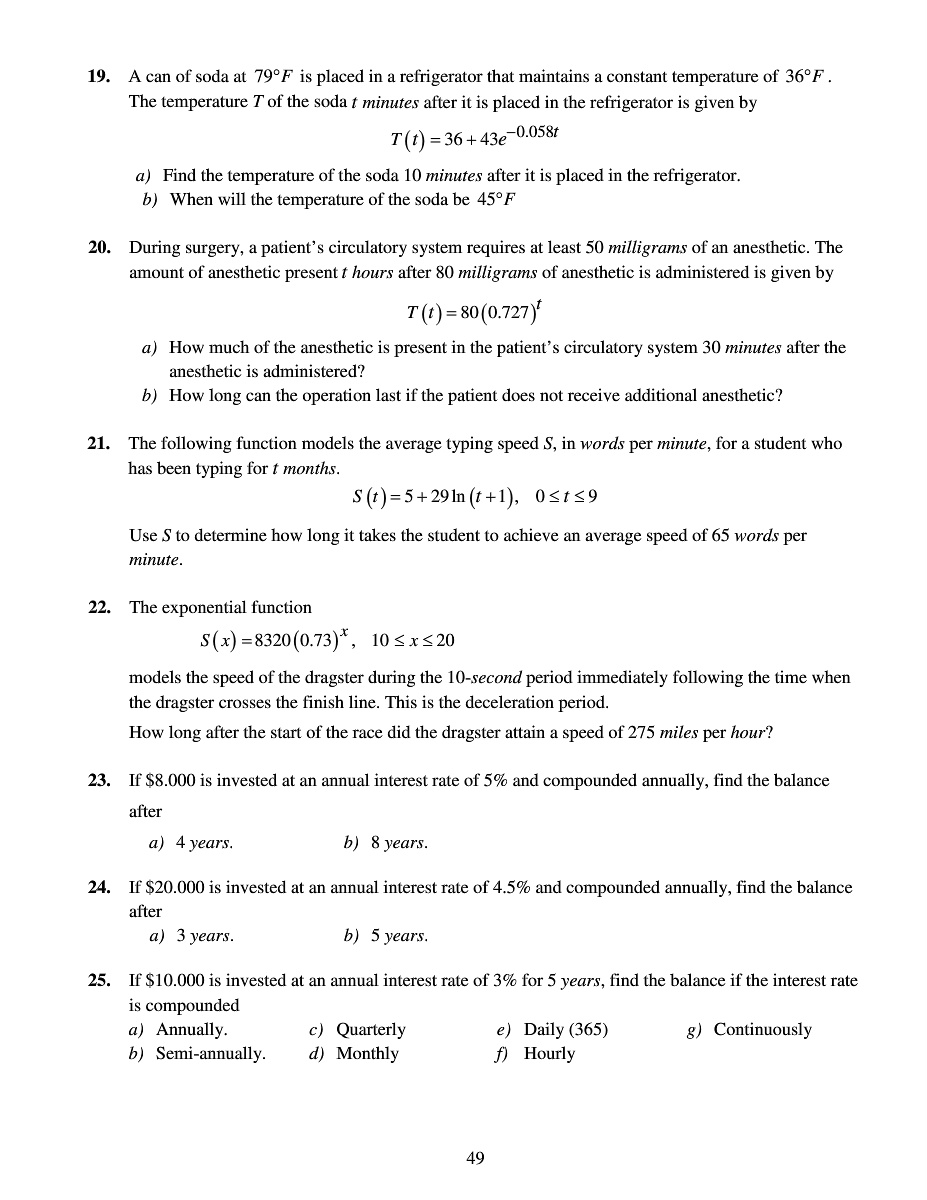 19. A can of soda at 79°F is placed in a refrigerator that maintains a constant temperature of 36°F .
The temperature T of the soda t minutes after it is placed in the refrigerator is given by
T(t) = 36 + 43e^{−0.058t}
a) Find the temperature of the soda 10 minutes after it is placed in the refrigerator.
b) When will the temperature of the soda be 45°F
20. During surgery, a patient’s circulatory system requires at least 50 milligrams of an anesthetic. The
amount of anesthetic present t hours after 80 milligrams of anesthetic is administered is given by
T(t) = 80(0.727)^t
a) How much of the anesthetic is present in the patient’s circulatory system 30 minutes after the
anesthetic is administered?
b) How long can the operation last if the patient does not receive additional anesthetic?
21. The following function models the average typing speed S, in words per minute, for a student who
has been typing for t months.
S(t) = 5 + 29 ln(t + 1), 0 ≤ t ≤ 9
Use S to determine how long it takes the student to achieve an average speed of 65 words per
minute.
22. The exponential function
S(x) = 8320(0.73)^x, 10 ≤ x ≤ 20
models the speed of the dragster during the 10-second period immediately following the time when
the dragster crosses the finish line. This is the deceleration period.
How long after the start of the race did the dragster attain a speed of 275 miles per hour?
23. If $8.000 is invested at an annual interest rate of 5% and compounded annually, find the balance
after
a) 4 years. b) 8 years.
24. If $20.000 is invested at an annual interest rate of 4.5% and compounded annually, find the balance
after
a) 3 years. b) 5 years.
25. If $10.000 is invested at an annual interest rate of 3% for 5 years, find the balance if the interest rate
is compounded
a) Annually. c) Quarterly e) Daily (365) g) Continuously
b) Semi-annually. d) Monthly f) Hourly
49